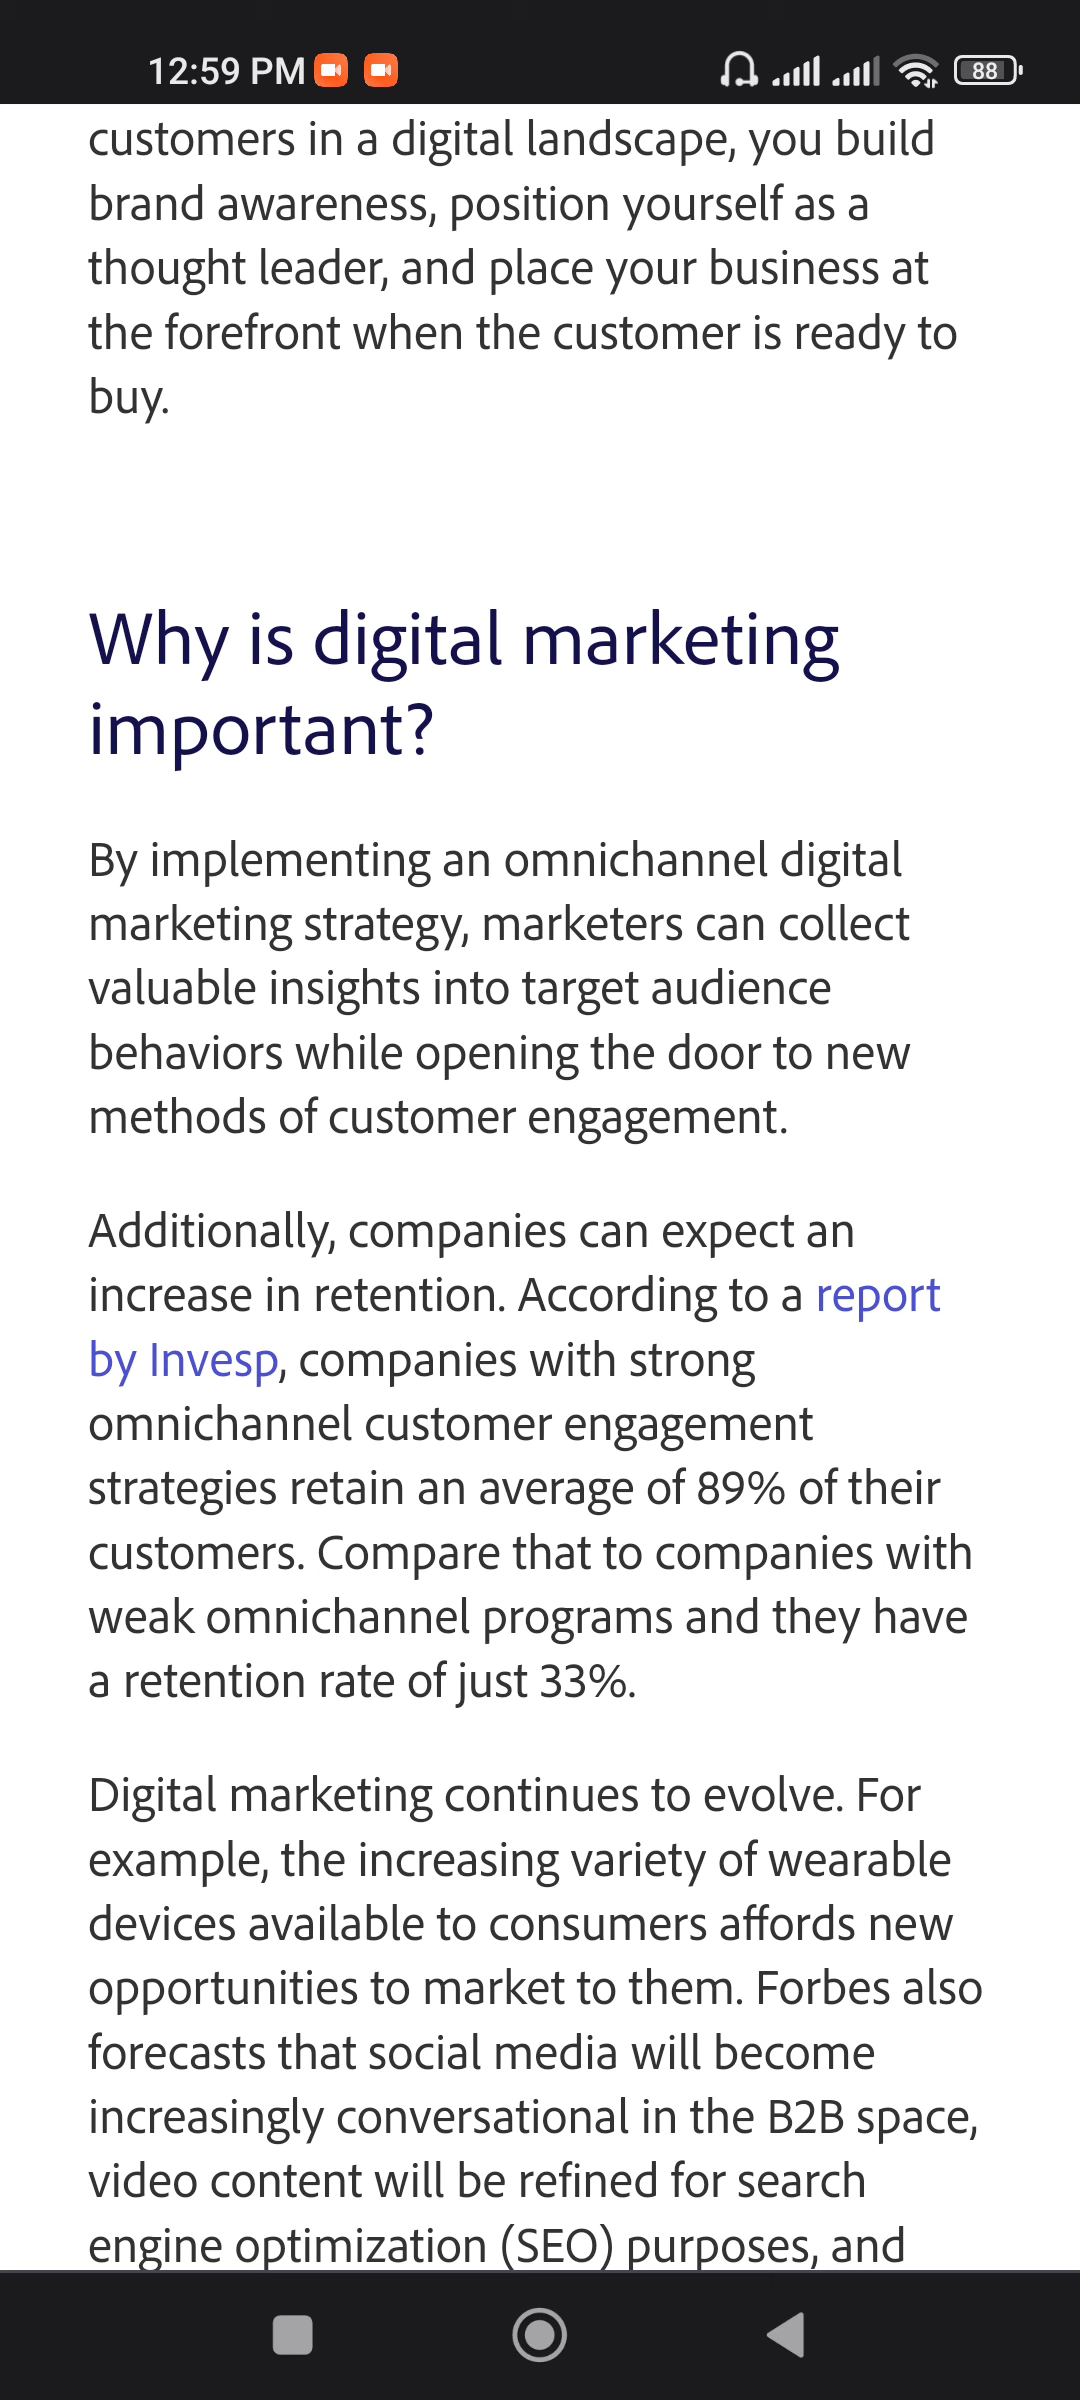 12:59 PM
88
customers in a digital landscape, you build
brand awareness, position yourself as a
thought leader, and place your business at
the forefront when the customer is ready to
buy.
Why is digital marketing
important?
By implementing an omnichannel digital
marketing strategy, marketers can collect
valuable insights into target audience
behaviors while opening the door to new
methods of customer engagement.
Additionally, companies can expect an
increase in retention. According to a report
by Invesp, companies with strong
omnichannel customer engagement
strategies retain an average of 89% of their
customers. Compare that to companies with
weak omnichannel programs and they have
a retention rate of just 33%.
Digital marketing continues to evolve. For
example, the increasing variety of wearable
devices available to consumers affords new
opportunities to market to them. Forbes also
forecasts that social media will become
increasingly conversational in the B2B space,
video content will be refined for search
engine optimization (SEO) purposes, and